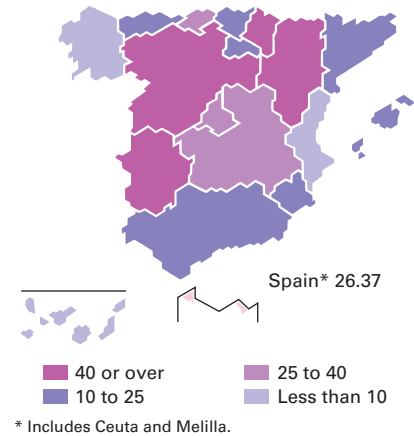 Spain* 26.37
40 or over
25 to 40
10 to 25
Less than 10
* Includes Ceuta and Melilla.